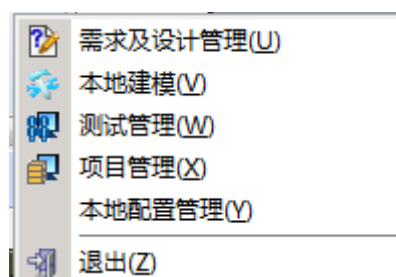 需求及设计管理(U)
本地建模(V)
测试管理(W)
项目管理(X)
本地配置管理(Y)
退出(Z)